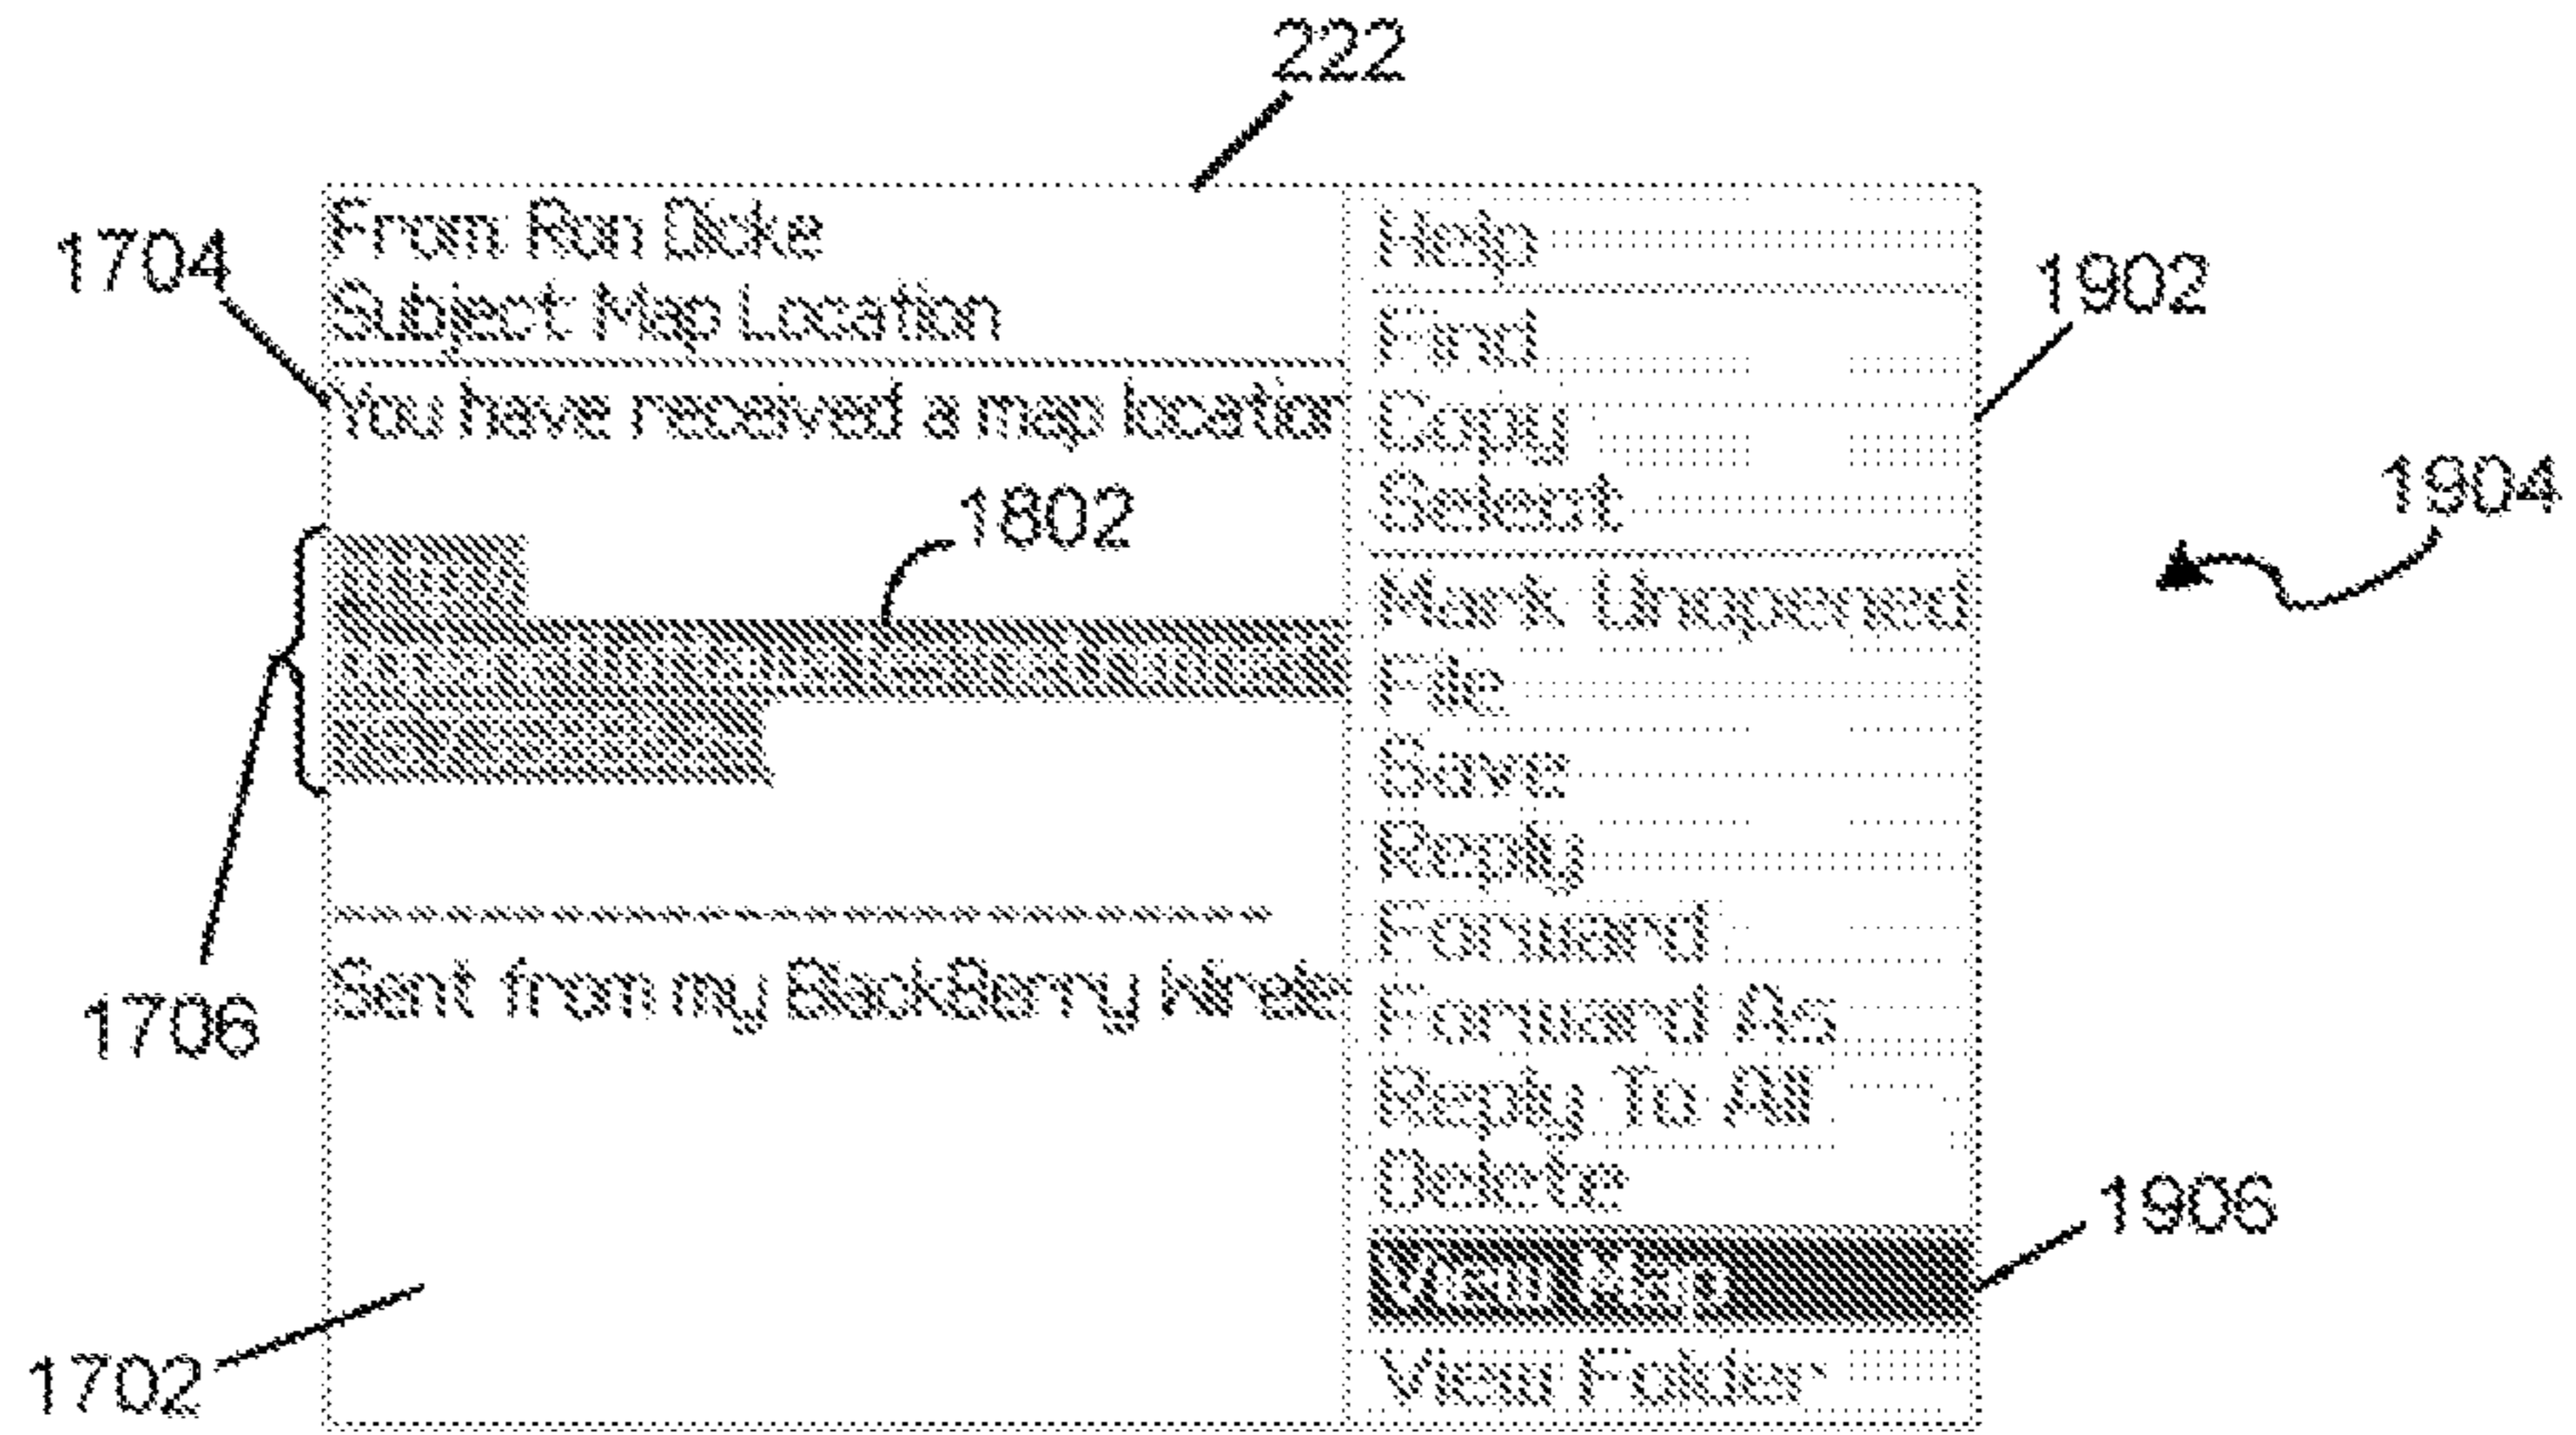 222
From Ron Dicke
Subject: Map Location
1704
You have received a map location
1802
1706
Sent from my BlackBerry Wirele
1702
Help
Find
Copy
Select
Mark Unopened
File
Save
Reply
Forward
Forward As
Reply To All
Delete
View Map
View Folder
1902
1904
1906